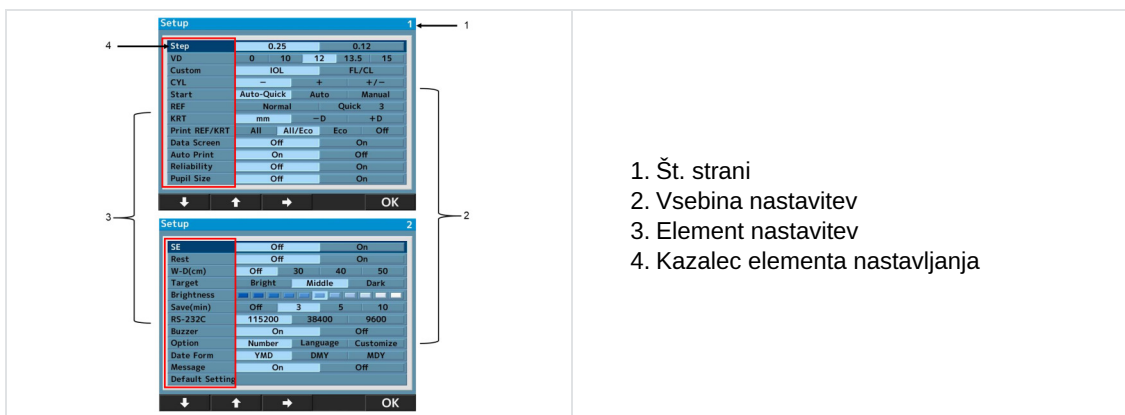 Setup 1
1
4
Step 0.25 0.12
VD 0 10 12 13.5 15
Custom IOL FL/CL
CYL − + +/−
Start Auto-Quick Auto Manual
REF Normal Quick 3
KRT mm −D +D
Print REF/KRT All All/Eco Eco Off
Data Screen Off On
Auto Print On Off
Reliability Off On
Pupil Size Off On
OK
3
2
Setup 2
SE Off On
Rest Off On
W-D(cm) Off 30 40 50
Target Bright Middle Dark
Brightness
Save(min) Off 3 5 10
RS-232C 115200 38400 9600
Buzzer On Off
Option Number Language Customize
Date Form YMD DMY MDY
Message On Off
Default Setting
OK
1. Št. strani
2. Vsebina nastavitev
3. Element nastavitev
4. Kazalec elementa nastavljanja